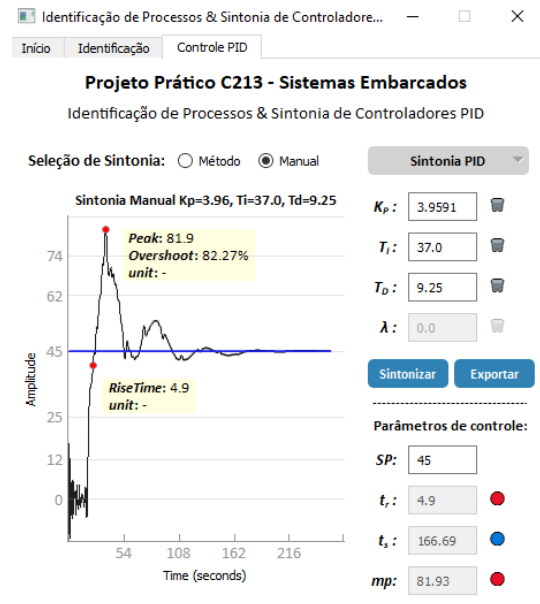 Identificação de Processos & Sintonia de Controladore...
Início Identificação Controle PID
Projeto Prático C213 - Sistemas Embarcados
Identificação de Processos & Sintonia de Controladores PID
Seleção de Sintonia: Método Manual
Sintonia PID
Sintonia Manual Kp=3.96, Ti=37.0, Td=9.25
Peak: 81.9
Overshoot: 82.27%
unit: -
RiseTime: 4.9
unit: -
74
62
45
25
12
0
Amplitude
54 108 162 216
Time (seconds)
KP : 3.9591
TI : 37.0
TD : 9.25
λ : 0.0
Sintonizar Exportar
Parâmetros de controle:
SP: 45
tr : 4.9
ts : 166.69
mp: 81.93